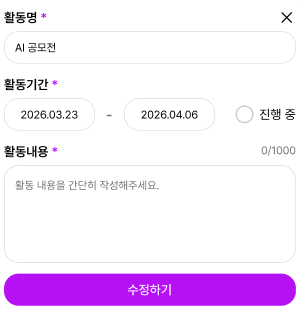 활동명 *
AI 공모전
활동기간 *
2026.03.23 - 2026.04.06 진행 중
활동내용 * 0/1000
활동 내용을 간단히 작성해주세요.
수정하기